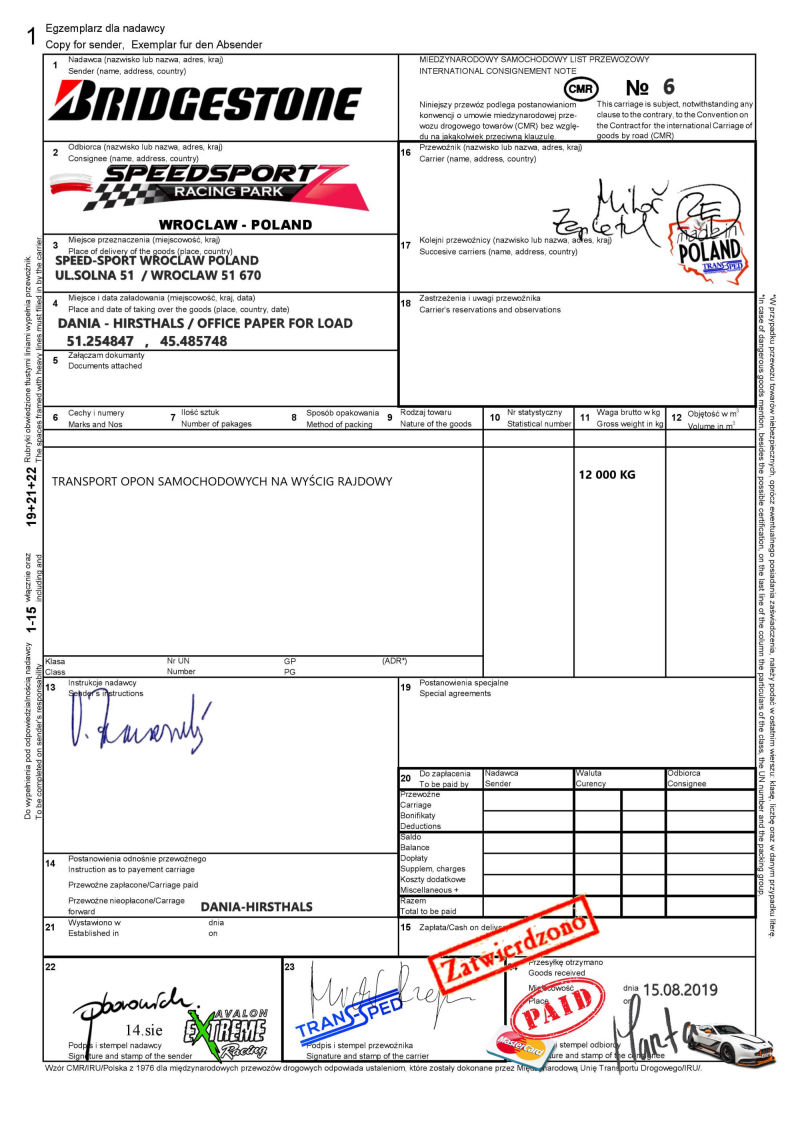 1 Egzemplarz dla nadawcy
Copy for sender, Exemplar fur den Absender
1 Nadawca (nazwisko lub nazwa, adres, kraj)
Sender (name, address, country)
BRIDGESTONE
MIEDZYNARODOWY SAMOCHODOWY LIST PRZEWOZOWY
INTERNATIONAL CONSIGNEMENT NOTE
CMR № 6
Niniejszy przewóz podlega postanowianiom
konwencji o umowie miedzynarodowej prze-
wozu drogowego towarów (CMR) bez wzglę-
du na jakąkolwiek przeciwną klauzulę.
This carriage is subject, notwithstanding any
clause to the contrary, to the Convention on
the Contract for the international Carriage of
goods by road (CMR)
2 Odbiorca (nazwisko lub nazwa, adres, kraj)
Consignee (name, address, country)
SPEEDSPORT Z
RACING PARK
WROCLAW - POLAND
16 Przewoźnik (nazwisko lub nazwa, adres, kraj)
Carrier (name, address, country)
Made in
POLAND
TRANS-SPED
3 Miejsce przeznaczenia (miejscowość, kraj)
Place of delivery of the goods (place, country)
SPEED-SPORT WROCLAW POLAND
UL.SOLNA 51 / WROCLAW 51 670
17 Kolejni przewoźnicy (nazwisko lub nazwa, adres, kraj)
Succesive carriers (name, address, country)
4 Miejsce i data załadowania (miejscowość, kraj, data)
Place and date of taking over the goods (place, country, date)
DANIA - HIRSTHALS / OFFICE PAPER FOR LOAD
51.254847 , 45.485748
18 Zastrzeżenia i uwagi przewoźnika
Carrier's reservations and observations
5 Załączam dokumanty
Documents attached
6 Cechy i numery
Marks and Nos
7 Ilość sztuk
Number of pakages
8 Sposób opakowania
Method of packing
9 Rodzaj towaru
Nature of the goods
10 Nr statystyczny
Statistical number
11 Waga brutto w kg
Gross weight in kg
12 Objętość w m³
Volume in m³
TRANSPORT OPON SAMOCHODOWYCH NA WYŚCIG RAJDOWY
12 000 KG
Klasa Nr UN GP (ADR*)
Class Number PG
13 Instrukcje nadawcy
Sender's instructions
19 Postanowienia specjalne
Special agreements
20 Do zapłacenia Nadawca Waluta Odbiorca
To be paid by Sender Curency Consignee
Przewoźne
Carriage
Bonifikaty
Deductions
Saldo
Balance
Dopłaty
Supplem, charges
Koszty dodatkowe
Miscellaneous +
Razem
Total to be paid
14 Postanowienia odnośnie przewoźnego
Instruction as to payement carriage
Przewoźne zapłacone/Carriage paid
Przewoźne nieopłacone/Carrage
forward
DANIA-HIRSTHALS
21 Wystawiono w dnia
Established in on
15 Zapłata/Cash on delivery
Zatwierdzono
22
14.sie
AVALON
EXTREME
Racing
Podpis i stempel nadawcy
Signature and stamp of the sender
23
TRANS-SPED
Podpis i stempel przewoźnika
Signature and stamp of the carrier
Przesyłkę otrzymano
Goods received
Miejscowość dnia 15.08.2019
Place on
PAID
MasterCard
Marta
i stempel odbiorcy
and stamp of the consignee
Wzór CMR/IRU/Polska z 1976 dla międzynarodowych przewozów drogowych odpowiada ustaleniom, które zostały dokonane przez Międzynarodową Unię Transportu Drogowego/IRU/.
Do wypełnienia pod odpowiedzialnością nadawcy 1-15 włącznie oraz 19+21+22 Rubryki obwiedzione tłustymi liniami wypełnia przewoźnik.
To be completed on sender's responsability including and The spaces framed with heavy lines must filled in by the carrier
*W przypadku przewozu towarów niebezpiecznych, oprócz ewentualnego posiadania zaświadczenia, należy podać w ostatnim wierszu: klasę, liczbę oraz w danym przypadku literę.
*In case of dangerous goods mention, besides the possible certification, on the last line of the column the particulars of the class, the UN number and the packing group.